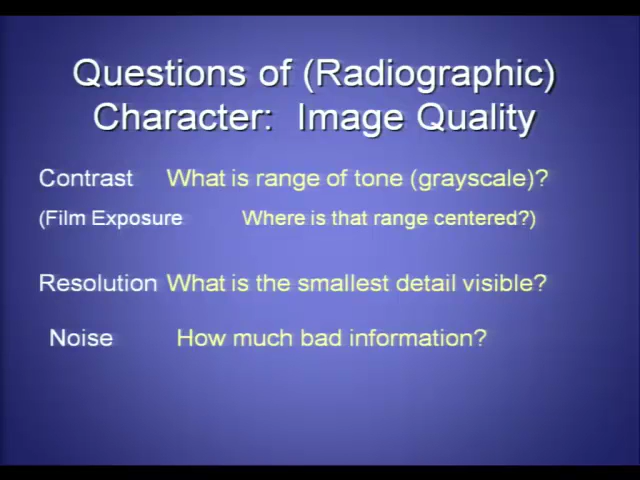 Questions of (Radiographic)
Character: Image Quality
Contrast What is range of tone (grayscale)?
(Film Exposure Where is that range centered?)
Resolution What is the smallest detail visible?
Noise How much bad information?